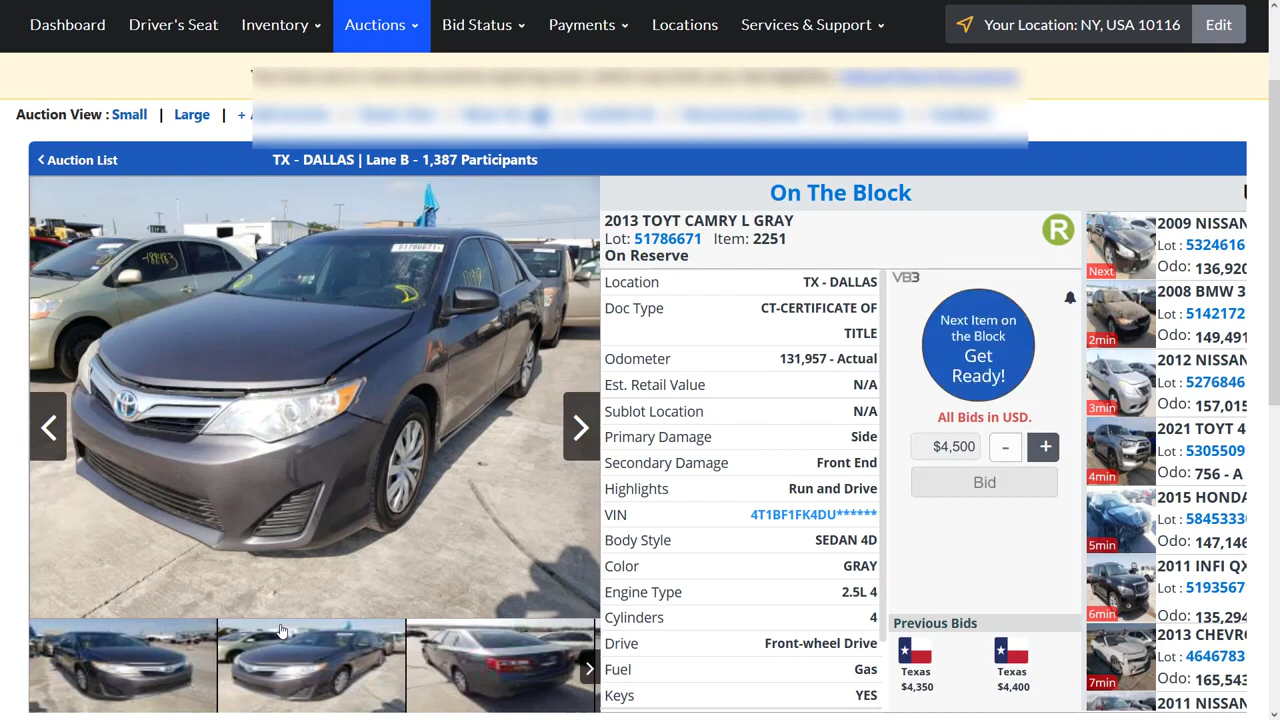 Dashboard Driver's Seat Inventory Auctions Bid Status Payments Locations Services & Support Your Location: NY, USA 10116 Edit
Auction View : Small | Large | +
Auction List TX - DALLAS | Lane B - 1,387 Participants
On The Block
2013 TOYT CAMRY L GRAY
Lot: 51786671 Item: 2251
On Reserve
R
Location TX - DALLAS
Doc Type CT-CERTIFICATE OF
TITLE
Odometer 131,957 - Actual
Est. Retail Value N/A
Sublot Location N/A
Primary Damage Side
Secondary Damage Front End
Highlights Run and Drive
VIN 4T1BF1FK4DU******
Body Style SEDAN 4D
Color GRAY
Engine Type 2.5L 4
Cylinders 4
Drive Front-wheel Drive
Fuel Gas
Keys YES
VB3
Next Item on
the Block
Get
Ready!
All Bids in USD.
$4,500 - +
Bid
Previous Bids
Texas Texas
$4,350 $4,400
2009 NISSAN
Lot : 5324616
Odo: 136,920
Next
2008 BMW 3
Lot : 5142172
Odo: 149,491
2min
2012 NISSAN
Lot : 5276846
Odo: 157,015
3min
2021 TOYT 4
Lot : 5305509
Odo: 756 - A
4min
2015 HONDA
Lot : 5845333
Odo: 147,146
5min
2011 INFI QX
Lot : 5193567
Odo: 135,294
6min
2013 CHEVR
Lot : 4646783
Odo: 165,543
7min
2011 NISSAN
51786671